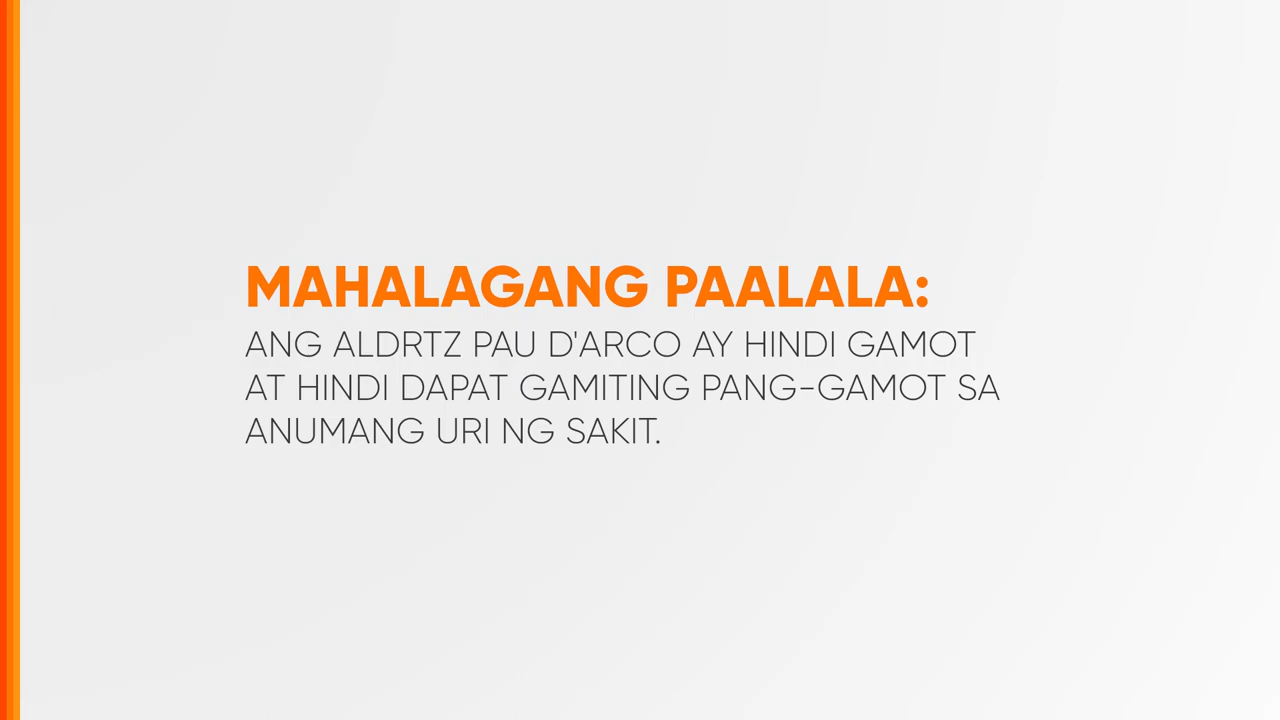 MAHALAGANG PAALALA:
ANG ALDRTZ PAU D'ARCO AY HINDI GAMOT
AT HINDI DAPAT GAMITING PANG-GAMOT SA
ANUMANG URI NG SAKIT.